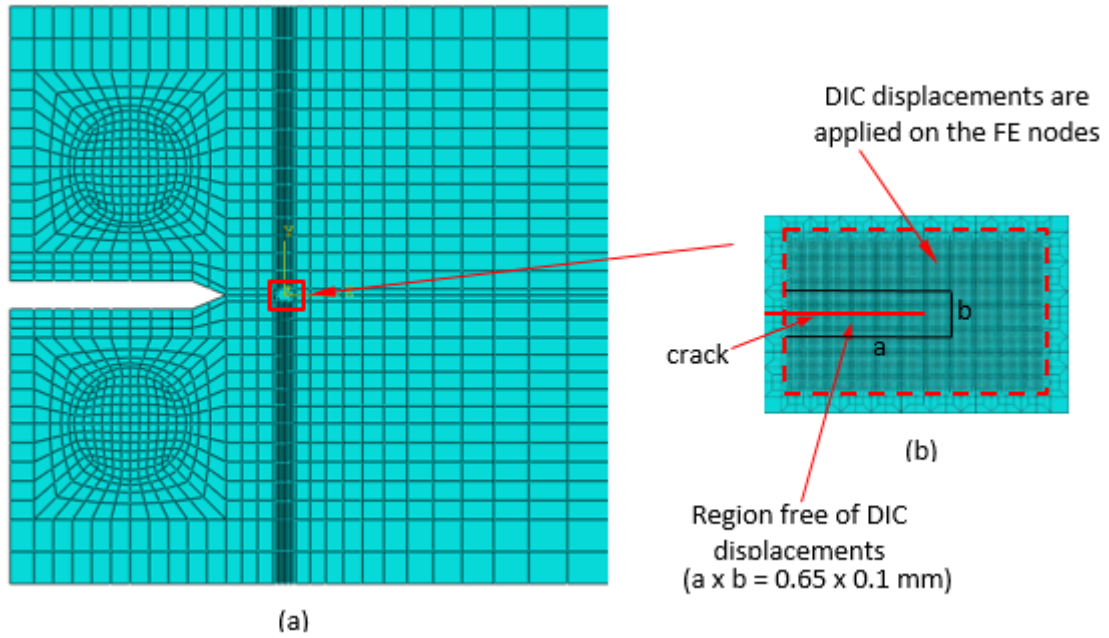 DIC displacements are
applied on the FE nodes
b
a
crack
(b)
Region free of DIC
displacements
(a x b = 0.65 x 0.1 mm)
(a)